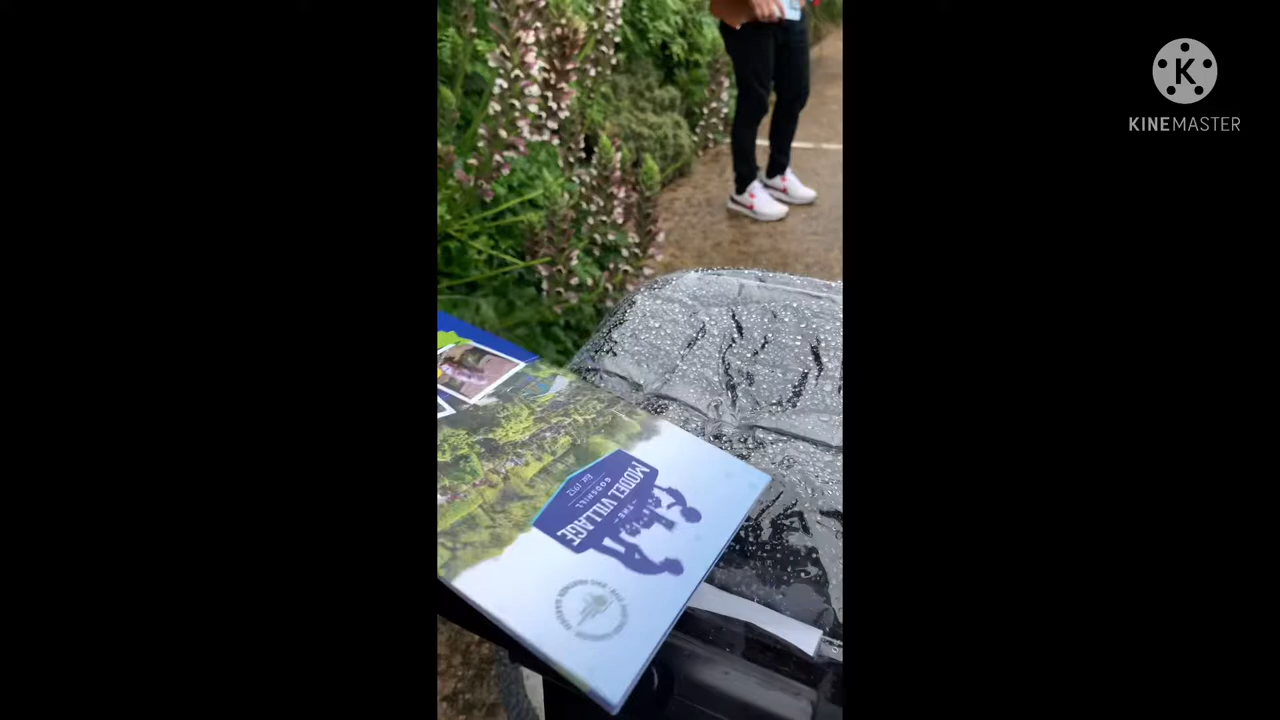 THE
MODEL VILLAGE
GODSHILL
Est. 1952
K
KINEMASTER